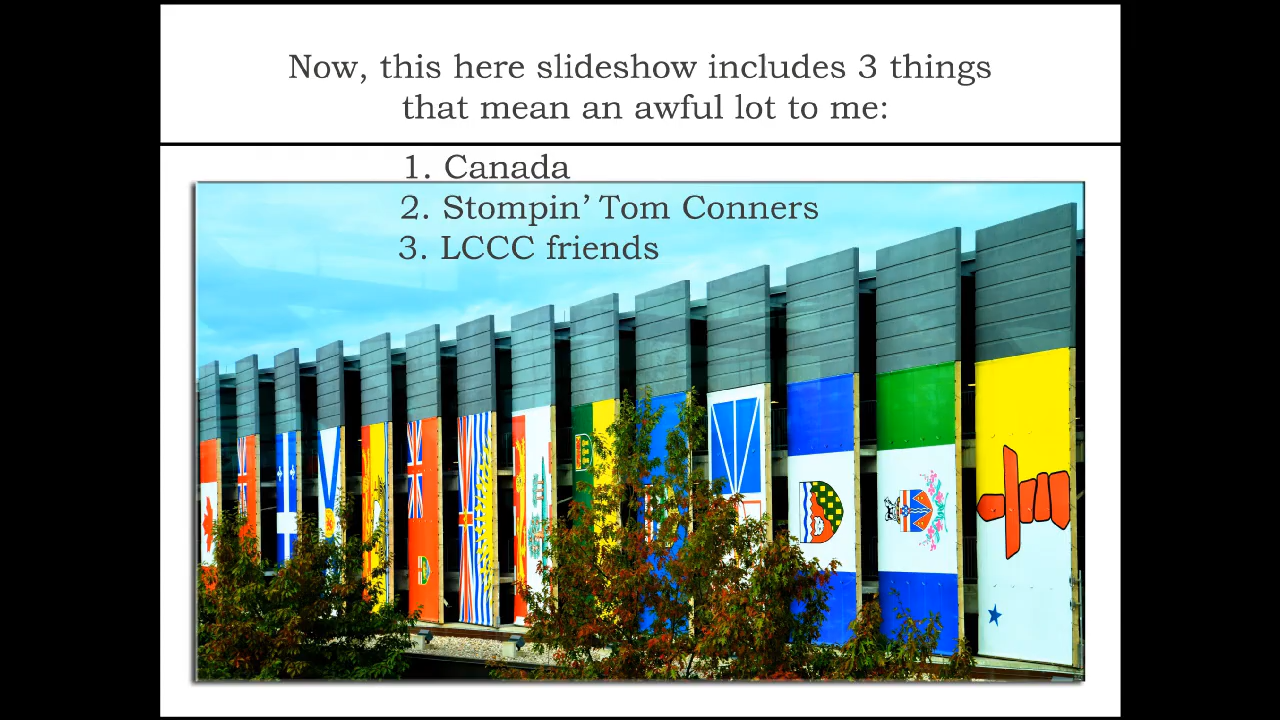 Now, this here slideshow includes 3 things
that mean an awful lot to me:
1. Canada
2. Stompin' Tom Conners
3. LCCC friends